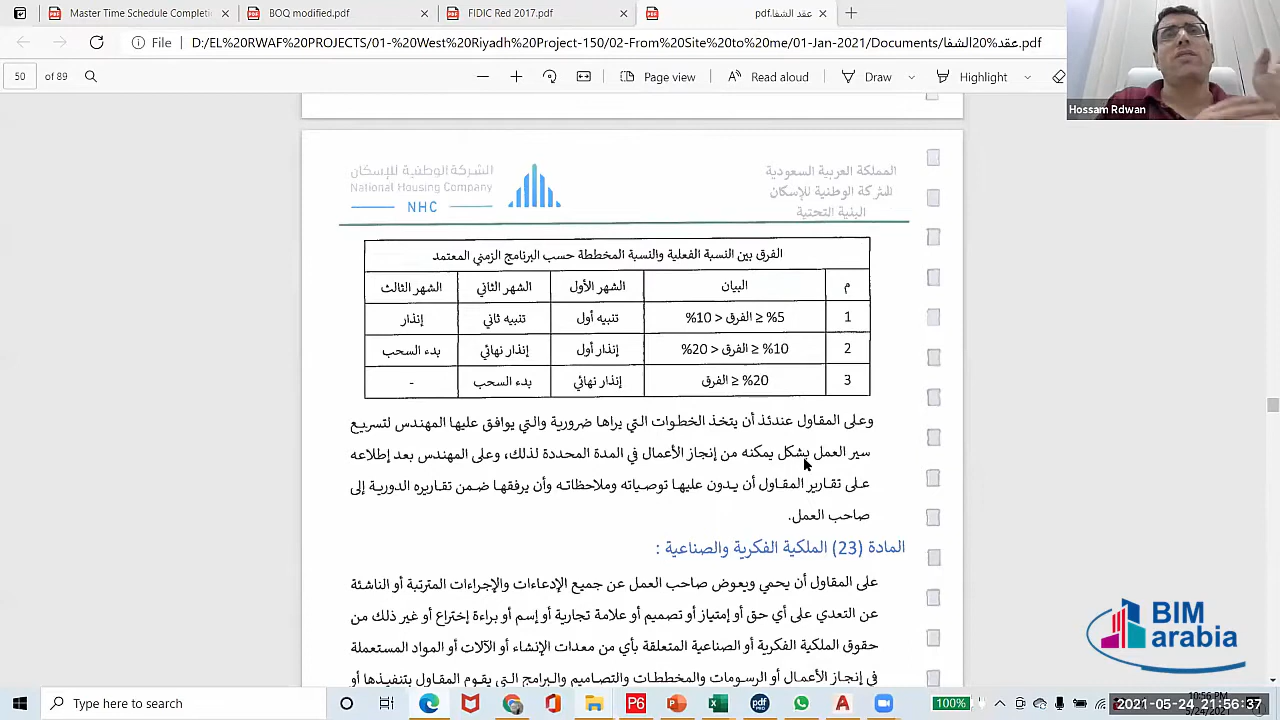 Master Time Schedule Completi
BOQ modified.pdf
FIDIC Red 2017.pdf
عقد الشفا.pdf
File
D:/EL%20RWAF%20PROJECTS/01-%20West%20Riyadh%20Project-150/02-From%20Site%20to%20me/01-Jan-2021/Documents/عقد%20الشفا.pdf
50 of 89
Page view
Read aloud
Draw
Highlight
Hossam Rdwan
المملكة العربية السعودية
الشركة الوطنية للإسكان
البنية التحتية
الشركة الوطنية للإسكان
National Housing Company
NHC
الفرق بين النسبة الفعلية والنسبة المخططة حسب البرنامج الزمني المعتمد
م البيان الشهر الأول الشهر الثاني الشهر الثالث
1 5% ≤ الفرق < 10% تنبيه أول تنبيه ثاني إنذار
2 10% ≤ الفرق < 20% إنذار أول إنذار نهائي بدء السحب
3 20% ≤ الفرق إنذار نهائي بدء السحب -
وعلى المقاول عندئذ أن يتخذ الخطوات التي يراها ضرورية والتي يوافق عليها المهندس لتسريع
سير العمل بشكل يمكنه من إنجاز الأعمال في المدة المحددة لذلك، وعلى المهندس بعد إطلاعه
على تقارير المقاول أن يدون عليها توصياته وملاحظاته وأن يرفقها ضمن تقاريره الدورية إلى
صاحب العمل.
المادة (23) الملكية الفكرية والصناعية :
على المقاول أن يحمي ويعوض صاحب العمل عن جميع الإدعاءات والإجراءات المترتبة أو الناشئة
عن التعدي على أي حق أو إمتياز أو تصميم أو علامة تجارية أو إسم أو براءة إختراع أو غير ذلك من
حقوق الملكية الفكرية أو الصناعية المتعلقة بأي من معدات الإنشاء أو الآلات أو المواد المستعملة
في إنجاز الأعمال أو الرسومات والمخططات والتصاميم والبرامج التي يقوم المقاول بتنفيذها أو
BIM
arabia
Type here to search
100%
10:56 PM
5/24/2021
2021-05-24 21:56:37